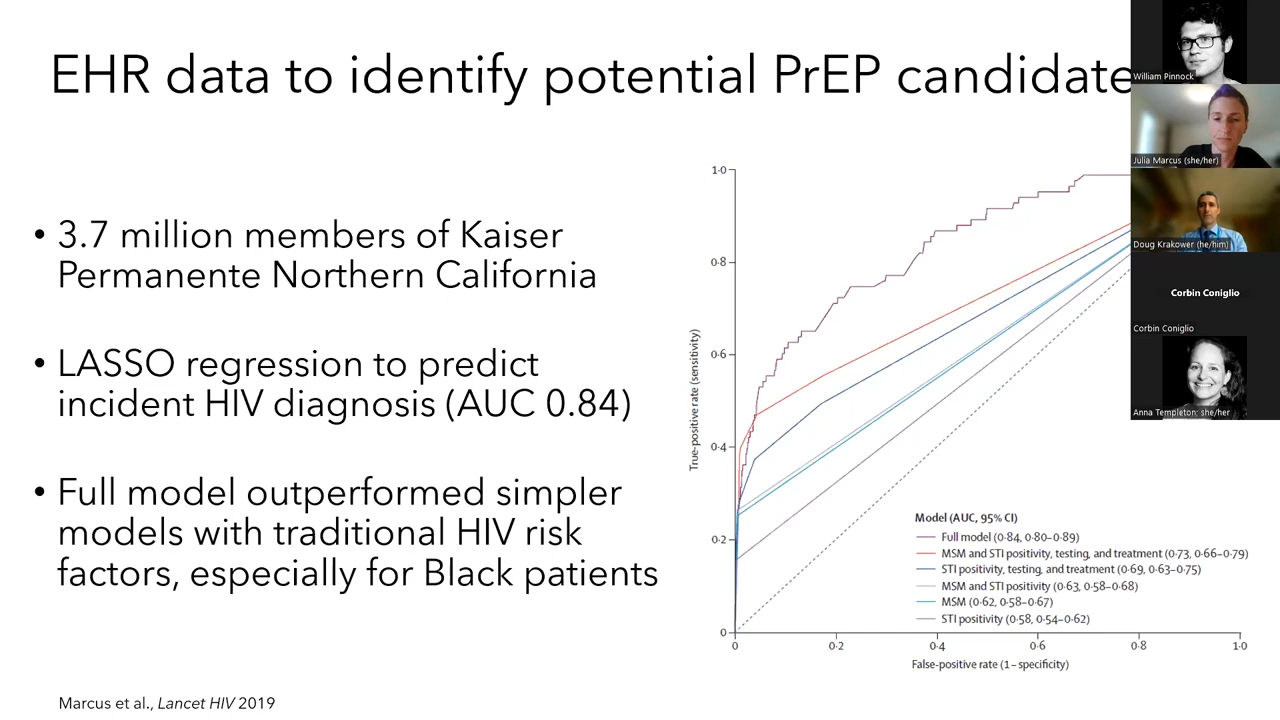 EHR data to identify potential PrEP candidate
William Pinnock
Julia Marcus (she/her)
Doug Krakower (he/him)
Corbin Coniglio
Corbin Coniglio
Anna Templeton; she/her
• 3.7 million members of Kaiser
Permanente Northern California
• LASSO regression to predict
incident HIV diagnosis (AUC 0.84)
• Full model outperformed simpler
models with traditional HIV risk
factors, especially for Black patients
True-positive rate (sensitivity)
1·0
0·8
0·6
0·4
0·2
0
Model (AUC, 95% CI)
Full model (0·84, 0·80–0·89)
MSM and STI positivity, testing, and treatment (0·73, 0·66–0·79)
STI positivity, testing, and treatment (0·69, 0·63–0·75)
MSM and STI positivity (0·63, 0·58–0·68)
MSM (0·62, 0·58–0·67)
STI positivity (0·58, 0·54–0·62)
0 0·2 0·4 0·6 0·8 1·0
False-positive rate (1–specificity)
Marcus et al., Lancet HIV 2019